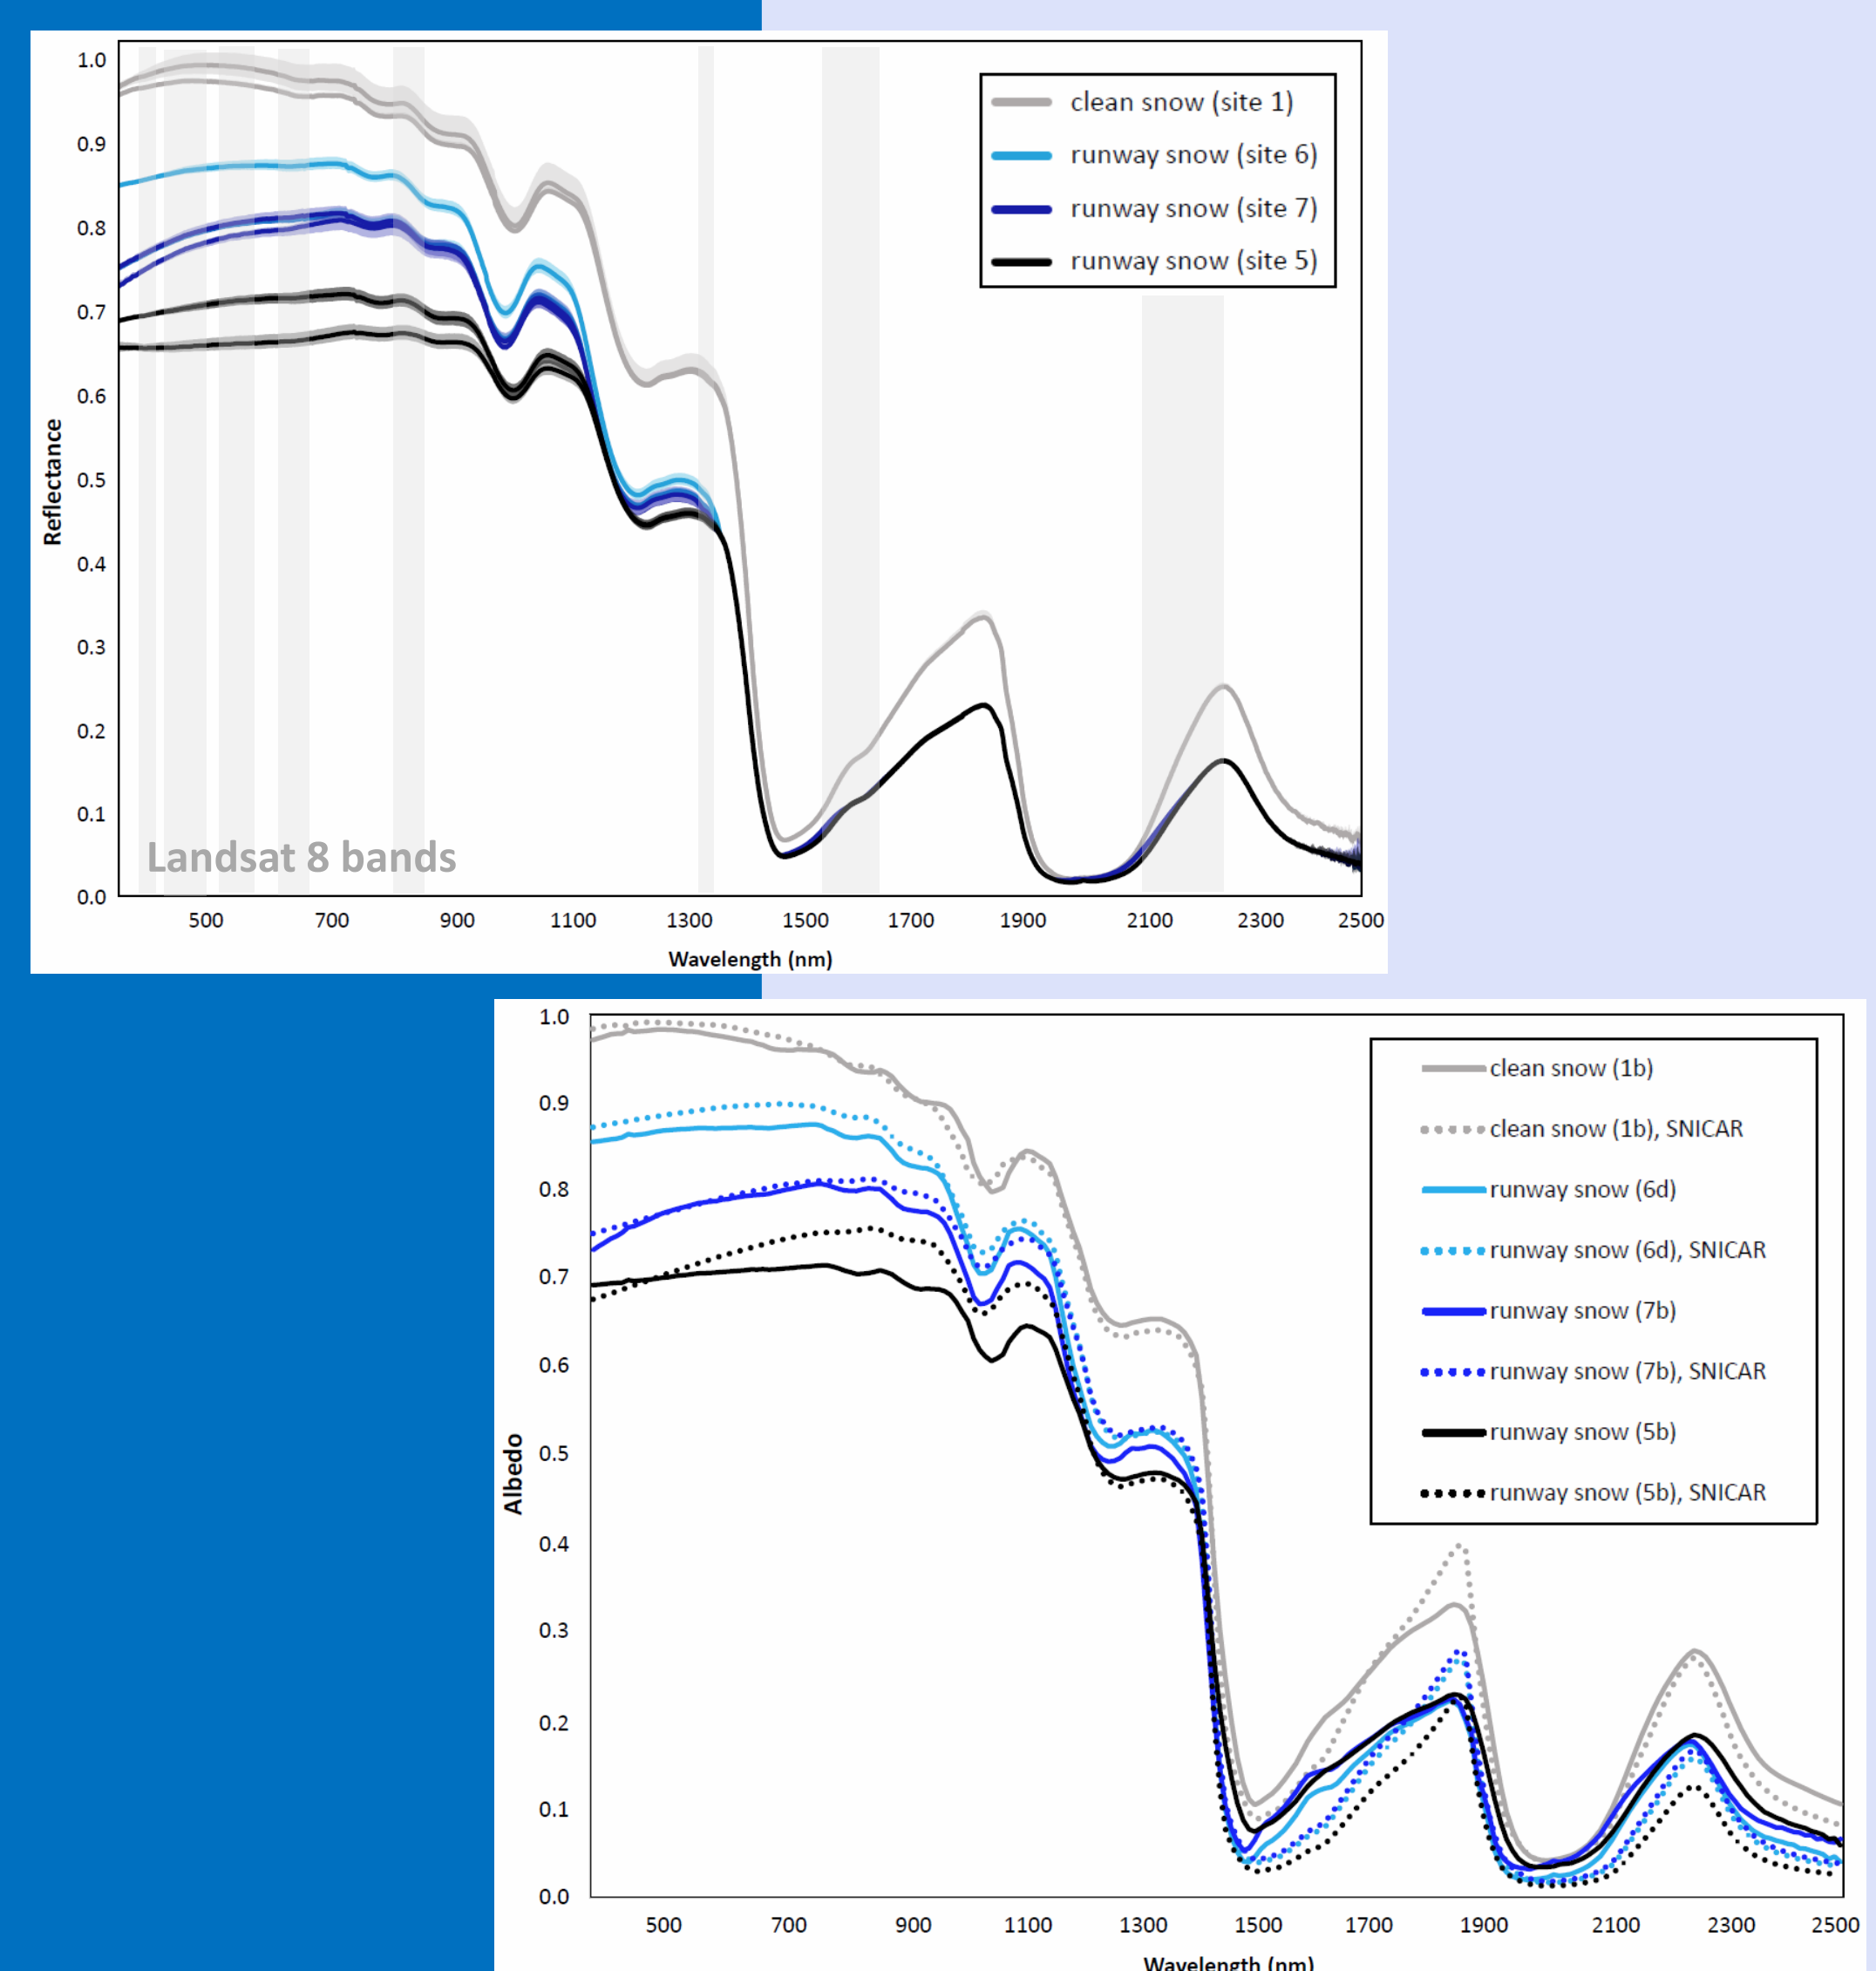 1.0
0.9
0.8
0.7
0.6
0.5
0.4
0.3
0.2
0.1
0.0
Reflectance
clean snow (site 1)
runway snow (site 6)
runway snow (site 7)
runway snow (site 5)
Landsat 8 bands
500 700 900 1100 1300 1500 1700 1900 2100 2300 2500
Wavelength (nm)
1.0
0.9
0.8
0.7
0.6
0.5
0.4
0.3
0.2
0.1
0.0
Albedo
clean snow (1b)
clean snow (1b), SNICAR
runway snow (6d)
runway snow (6d), SNICAR
runway snow (7b)
runway snow (7b), SNICAR
runway snow (5b)
runway snow (5b), SNICAR
500 700 900 1100 1300 1500 1700 1900 2100 2300 2500
Wavelength (nm)